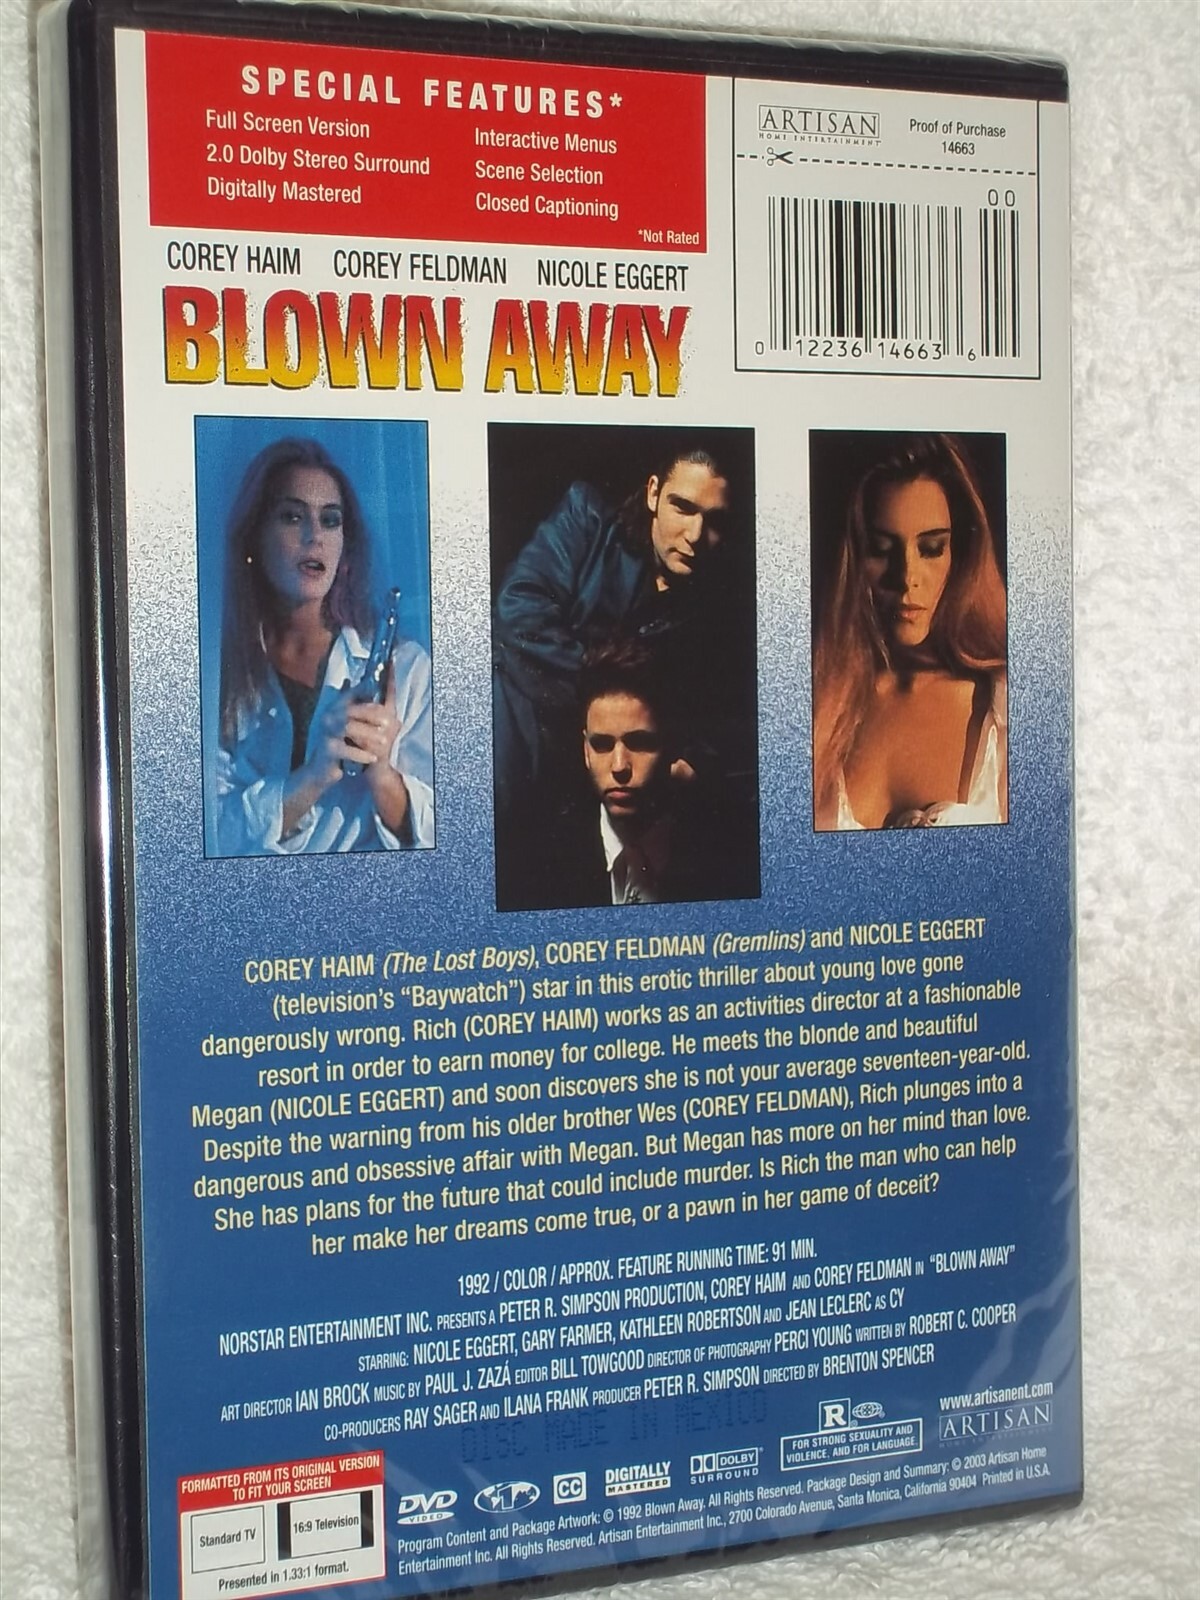 SPECIAL FEATURES*
Full Screen Version
2.0 Dolby Stereo Surround
Digitally Mastered
Interactive Menus
Scene Selection
Closed Captioning
*Not Rated
ARTISAN
HOME ENTERTAINMENT
Proof of Purchase
14663
00
0 12236 14663 6
COREY HAIM COREY FELDMAN NICOLE EGGERT
BLOWN AWAY
COREY HAIM (The Lost Boys), COREY FELDMAN (Gremlins) and NICOLE EGGERT
(television's "Baywatch") star in this erotic thriller about young love gone
dangerously wrong. Rich (COREY HAIM) works as an activities director at a fashionable
resort in order to earn money for college. He meets the blonde and beautiful
Megan (NICOLE EGGERT) and soon discovers she is not your average seventeen-year-old.
Despite the warning from his older brother Wes (COREY FELDMAN), Rich plunges into a
dangerous and obsessive affair with Megan. But Megan has more on her mind than love.
She has plans for the future that could include murder. Is Rich the man who can help
her make her dreams come true, or a pawn in her game of deceit?
1992 / COLOR / APPROX. FEATURE RUNNING TIME: 91 MIN.
NORSTAR ENTERTAINMENT INC. PRESENTS A PETER R. SIMPSON PRODUCTION, COREY HAIM AND COREY FELDMAN IN "BLOWN AWAY"
STARRING: NICOLE EGGERT, GARY FARMER, KATHLEEN ROBERTSON AND JEAN LECLERC AS CY
ART DIRECTOR IAN BROCK MUSIC BY PAUL J. ZAZÁ EDITOR BILL TOWGOOD DIRECTOR OF PHOTOGRAPHY PERCI YOUNG WRITTEN BY ROBERT C. COOPER
CO-PRODUCERS RAY SAGER AND ILANA FRANK PRODUCER PETER R. SIMPSON DIRECTED BY BRENTON SPENCER
DISC MADE IN MEXICO
R
FOR STRONG SEXUALITY AND
VIOLENCE, AND FOR LANGUAGE.
www.artisanent.com
ARTISAN
HOME ENTERTAINMENT
FORMATTED FROM ITS ORIGINAL VERSION
TO FIT YOUR SCREEN
Standard TV
16:9 Television
Presented in 1.33:1 format.
DVD
VIDEO
1
CC
DIGITALLY
MASTERED
DOLBY
SURROUND
Program Content and Package Artwork: © 1992 Blown Away. All Rights Reserved. Package Design and Summary: © 2003 Artisan Home
Entertainment Inc. All Rights Reserved. Artisan Entertainment Inc., 2700 Colorado Avenue, Santa Monica, California 90404 Printed in U.S.A.